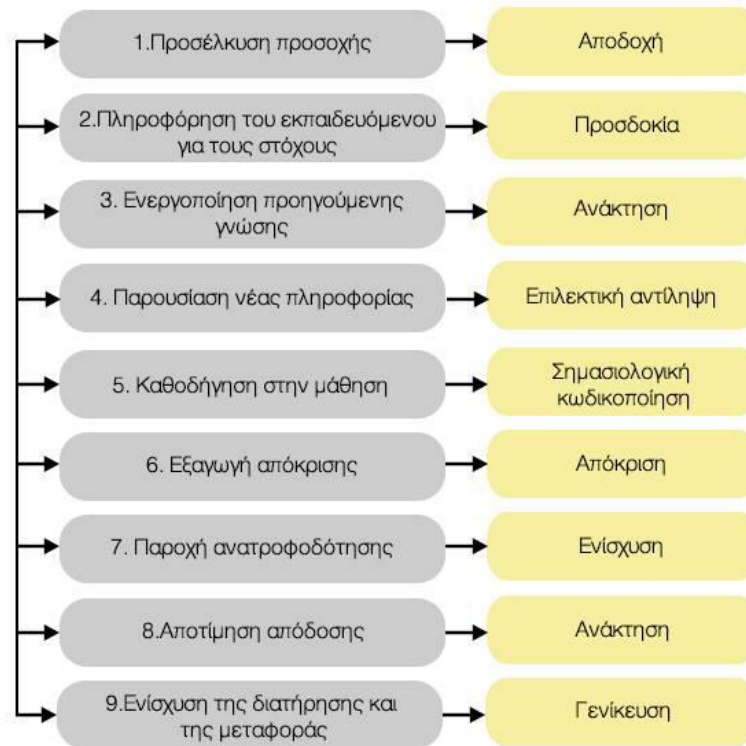 1.Προσέλκυση προσοχής
Αποδοχή
2.Πληροφόρηση του εκπαιδευόμενου
για τους στόχους
Προσδοκία
3. Ενεργοποίηση προηγούμενης
γνώσης
Ανάκτηση
4. Παρουσίαση νέας πληροφορίας
Επιλεκτική αντίληψη
5. Καθοδήγηση στην μάθηση
Σημασιολογική
κωδικοποίηση
6. Εξαγωγή απόκρισης
Απόκριση
7. Παροχή ανατροφοδότησης
Ενίσχυση
8.Αποτίμηση απόδοσης
Ανάκτηση
9.Ενίσχυση της διατήρησης και
της μεταφοράς
Γενίκευση